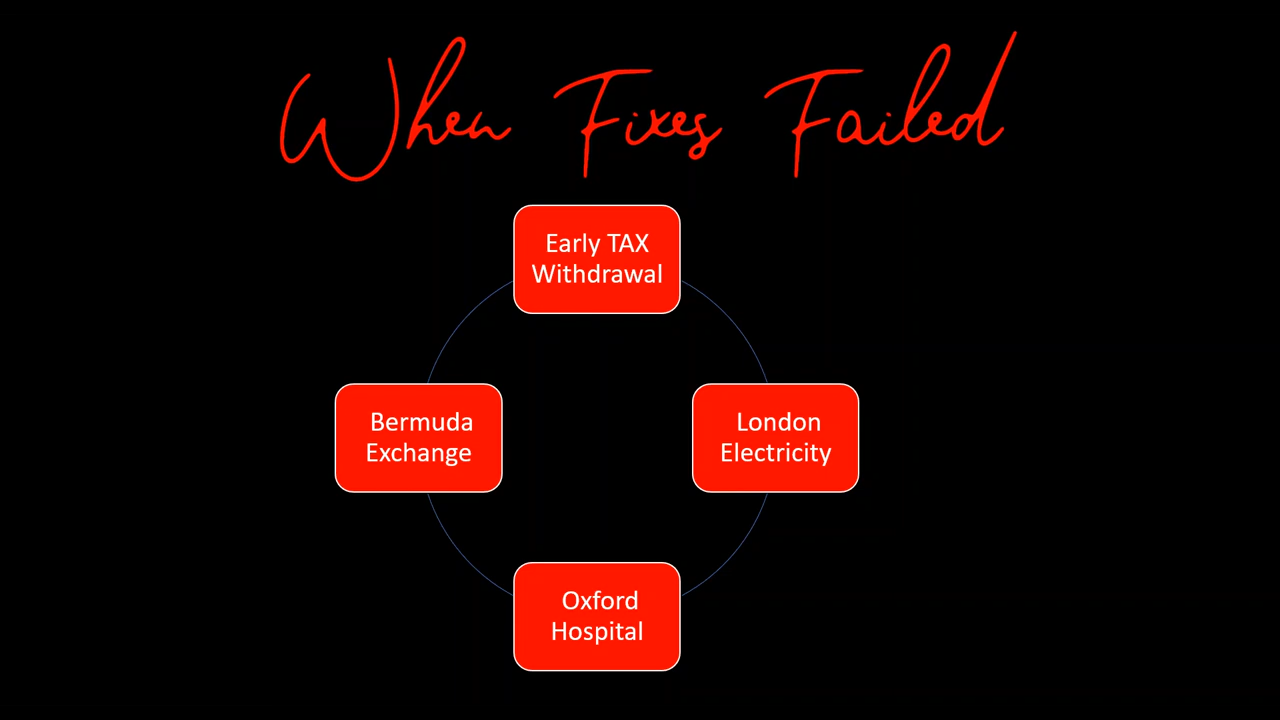 When Fixes Failed
Early TAX
Withdrawal
Bermuda
Exchange
London
Electricity
Oxford
Hospital